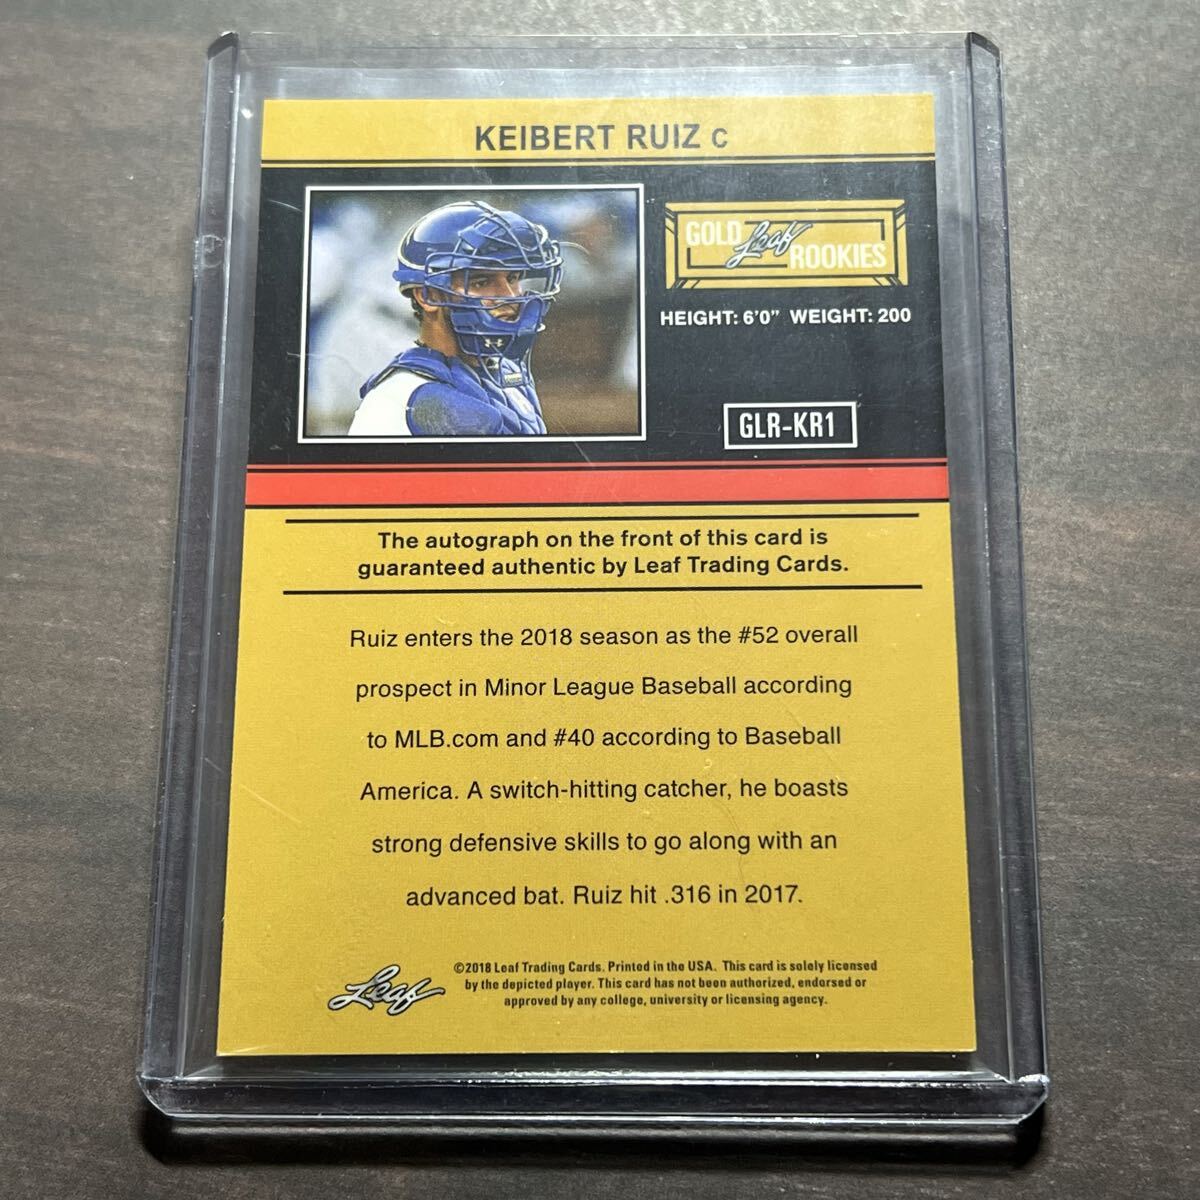 KEIBERT RUIZ C
GOLD Leaf ROOKIES
HEIGHT: 6'0" WEIGHT: 200
GLR-KR1
The autograph on the front of this card is
guaranteed authentic by Leaf Trading Cards.
Ruiz enters the 2018 season as the #52 overall
prospect in Minor League Baseball according
to MLB.com and #40 according to Baseball
America. A switch-hitting catcher, he boasts
strong defensive skills to go along with an
advanced bat. Ruiz hit .316 in 2017.
Leaf
©2018 Leaf Trading Cards. Printed in the USA. This card is solely licensed
by the depicted player. This card has not been authorized, endorsed or
approved by any college, university or licensing agency.